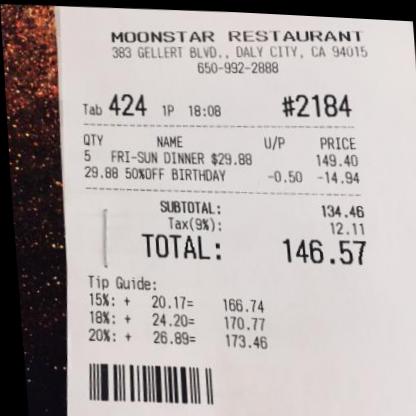 MOONSTAR RESTAURANT
383 GELLERT BLVD., DALY CITY, CA 94015
650-992-2888
Tab 424 1P 18:08 #2184
QTY NAME U/P PRICE
5 FRI-SUN DINNER $29.88 149.40
29.88 50%OFF BIRTHDAY -0.50 -14.94
SUBTOTAL: 134.46
Tax(9%): 12.11
TOTAL: 146.57
Tip Guide:
15%: + 20.17= 166.74
18%: + 24.20= 170.77
20%: + 26.89= 173.46